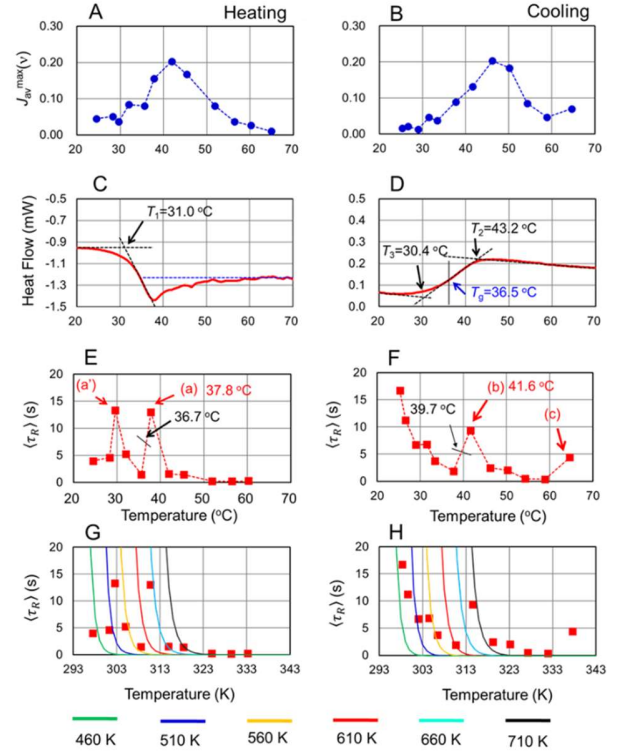 A Heating
B Cooling
J_av^max(ν)
0.30
0.20
0.10
0.00
20 30 40 50 60 70
0.30
0.20
0.10
0.00
20 30 40 50 60 70
C
Heat Flow (mW)
-0.5
-0.7
-0.9
-1.1
-1.3
-1.5
T1=31.0 °C
20 30 40 50 60 70
D
0.5
0.4
0.3
0.2
0.1
0.0
T2=43.2 °C
T3=30.4 °C
Tg=36.5 °C
20 30 40 50 60 70
E
⟨τR⟩ (s)
20
15
10
5
0
(a') (a) 37.8 °C
36.7 °C
20 30 40 50 60 70
Temperature (°C)
F
⟨τR⟩ (s)
20
15
10
5
0
(b) 41.6 °C
39.7 °C
(c)
20 30 40 50 60 70
Temperature (°C)
G
⟨τR⟩ (s)
20
15
10
5
0
293 303 313 323 333 343
Temperature (K)
H
⟨τR⟩ (s)
20
15
10
5
0
293 303 313 323 333 343
Temperature (K)
460 K 510 K 560 K 610 K 660 K 710 K